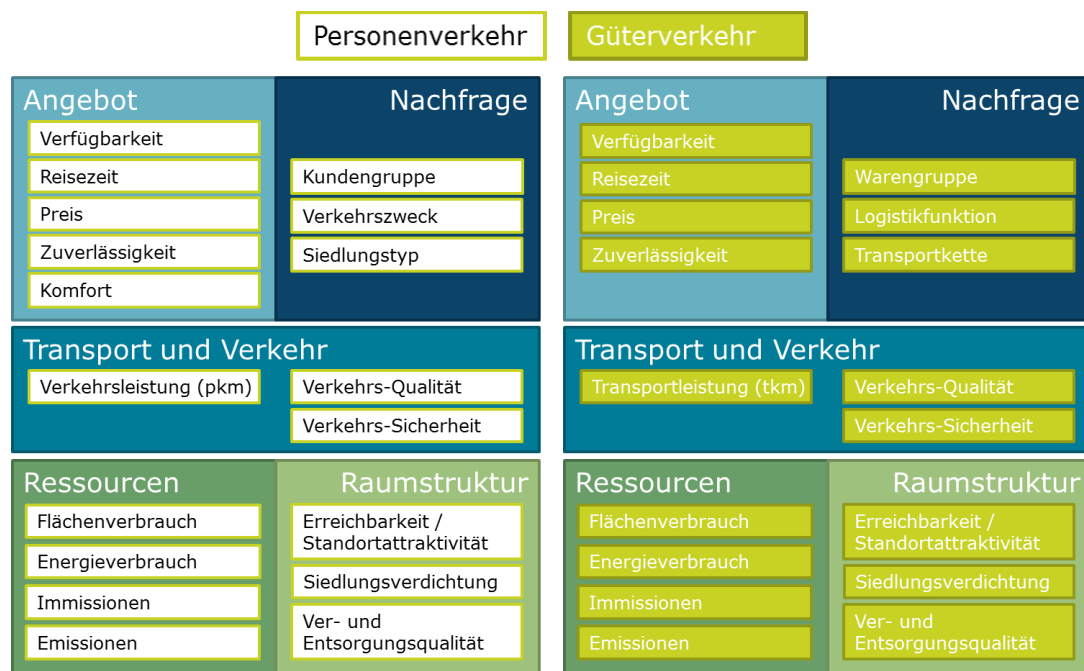 Personenverkehr
Güterverkehr
Angebot
Verfügbarkeit
Reisezeit
Preis
Zuverlässigkeit
Komfort
Nachfrage
Kundengruppe
Verkehrszweck
Siedlungstyp
Transport und Verkehr
Verkehrsleistung (pkm)
Verkehrs-Qualität
Verkehrs-Sicherheit
Ressourcen
Flächenverbrauch
Energieverbrauch
Immissionen
Emissionen
Raumstruktur
Erreichbarkeit /
Standortattraktivität
Siedlungsverdichtung
Ver- und
Entsorgungsqualität
Angebot
Verfügbarkeit
Reisezeit
Preis
Zuverlässigkeit
Nachfrage
Warengruppe
Logistikfunktion
Transportkette
Transport und Verkehr
Transportleistung (tkm)
Verkehrs-Qualität
Verkehrs-Sicherheit
Ressourcen
Flächenverbrauch
Energieverbrauch
Immissionen
Emissionen
Raumstruktur
Erreichbarkeit /
Standortattraktivität
Siedlungsverdichtung
Ver- und
Entsorgungsqualität